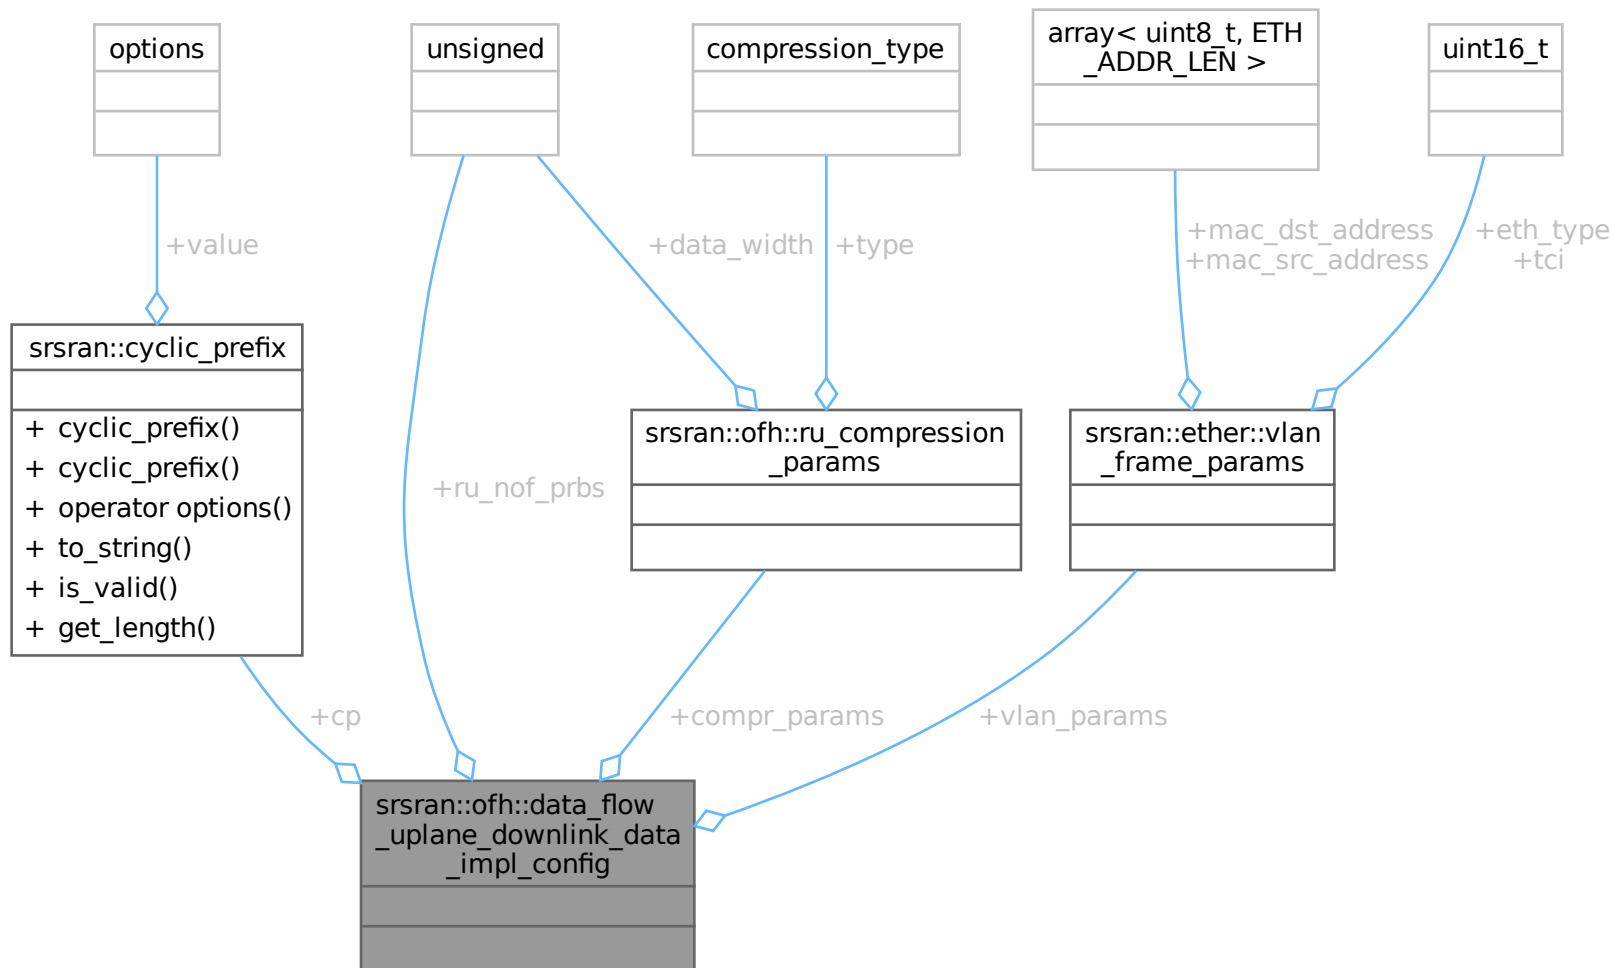 options
unsigned
compression_type
array< uint8_t, ETH
_ADDR_LEN >
uint16_t
+value
+data_width
+type
+mac_dst_address
+mac_src_address
+eth_type
+tci
srsran::cyclic_prefix
+ cyclic_prefix()
+ cyclic_prefix()
+ operator options()
+ to_string()
+ is_valid()
+ get_length()
+ru_nof_prbs
srsran::ofh::ru_compression
_params
srsran::ether::vlan
_frame_params
+cp
+compr_params
+vlan_params
srsran::ofh::data_flow
_uplane_downlink_data
_impl_config